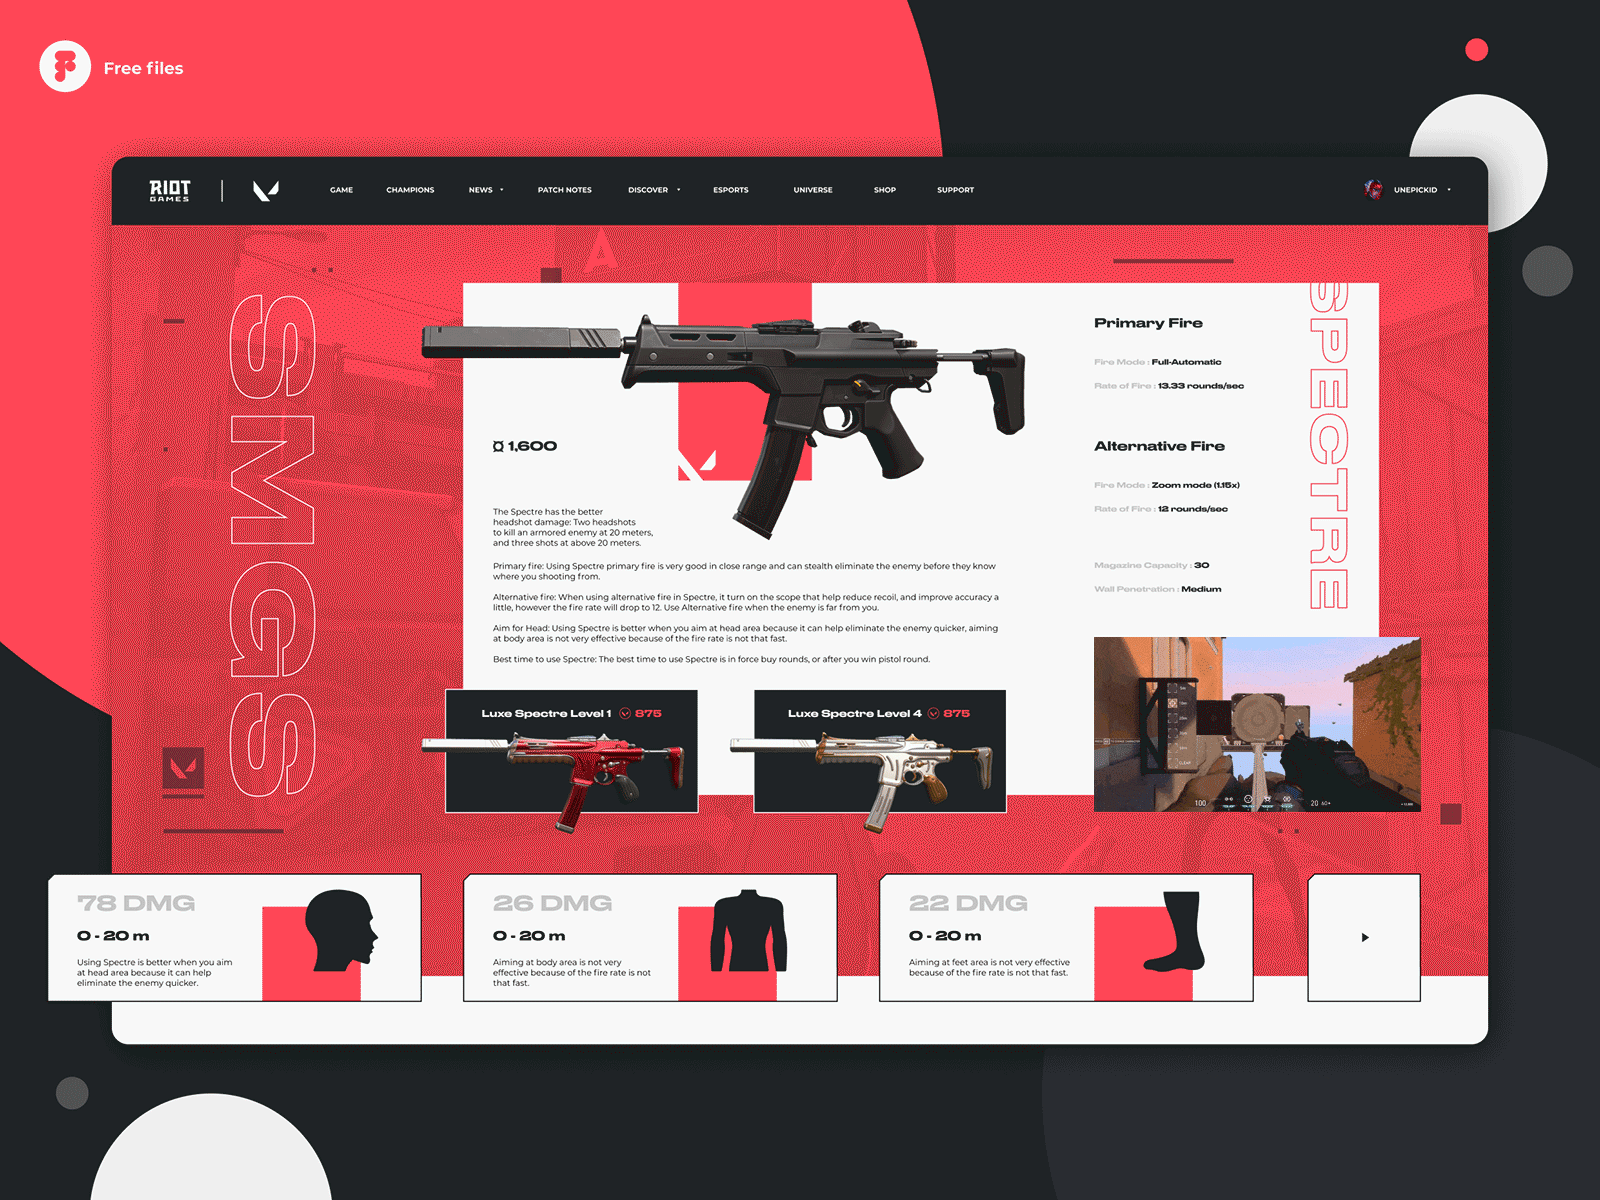 Free files
RIOT
GAMES
GAME
CHAMPIONS
NEWS
PATCH NOTES
DISCOVER
ESPORTS
UNIVERSE
SHOP
SUPPORT
UNEPICKID
A
SMGS
SPECTRE
¤ 1,600
The Spectre has the better
headshot damage: Two headshots
to kill an armored enemy at 20 meters,
and three shots at above 20 meters.
Primary fire: Using Spectre primary fire is very good in close range and can stealth eliminate the enemy before they know
where you shooting from.
Alternative fire: When using alternative fire in Spectre, it turn on the scope that help reduce recoil, and improve accuracy a
little, however the fire rate will drop to 12. Use Alternative fire when the enemy is far from you.
Aim for Head: Using Spectre is better when you aim at head area because it can help eliminate the enemy quicker, aiming
at body area is not very effective because of the fire rate is not that fast.
Best time to use Spectre: The best time to use Spectre is in force buy rounds, or after you win pistol round.
Primary Fire
Fire Mode : Full-Automatic
Rate of Fire : 13.33 rounds/sec
Alternative Fire
Fire Mode : Zoom mode (1.15x)
Rate of Fire : 12 rounds/sec
Magazine Capacity : 30
Wall Penetration : Medium
Luxe Spectre Level 1 875
Luxe Spectre Level 4 875
CLEAR
100
20 60+
78 DMG
0 - 20 m
Using Spectre is better when you aim
at head area because it can help
eliminate the enemy quicker.
26 DMG
0 - 20 m
Aiming at body area is not very
effective because of the fire rate is not
that fast.
22 DMG
0 - 20 m
Aiming at feet area is not very effective
because of the fire rate is not that fast.